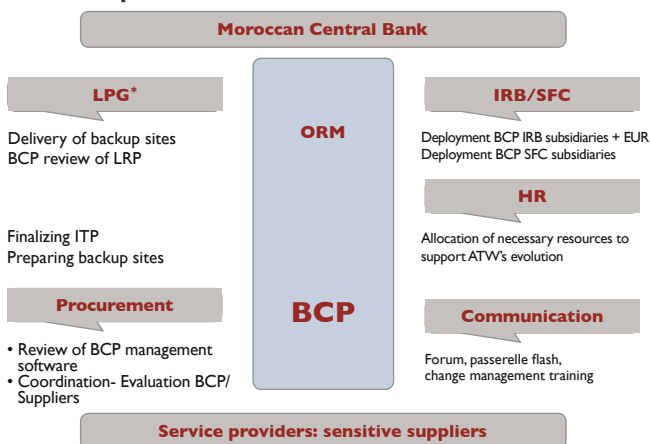 Moroccan Central Bank
LPG*
Delivery of backup sites
BCP review of LRP
Finalizing ITP
Preparing backup sites
Procurement
• Review of BCP management
software
• Coordination- Evaluation BCP/
Suppliers
ORM
BCP
IRB/SFC
Deployment BCP IRB subsidiaries + EUR
Deployment BCP SFC subsidiaries
HR
Allocation of necessary resources to
support ATW's evolution
Communication
Forum, passerelle flash,
change management training
Service providers: sensitive suppliers